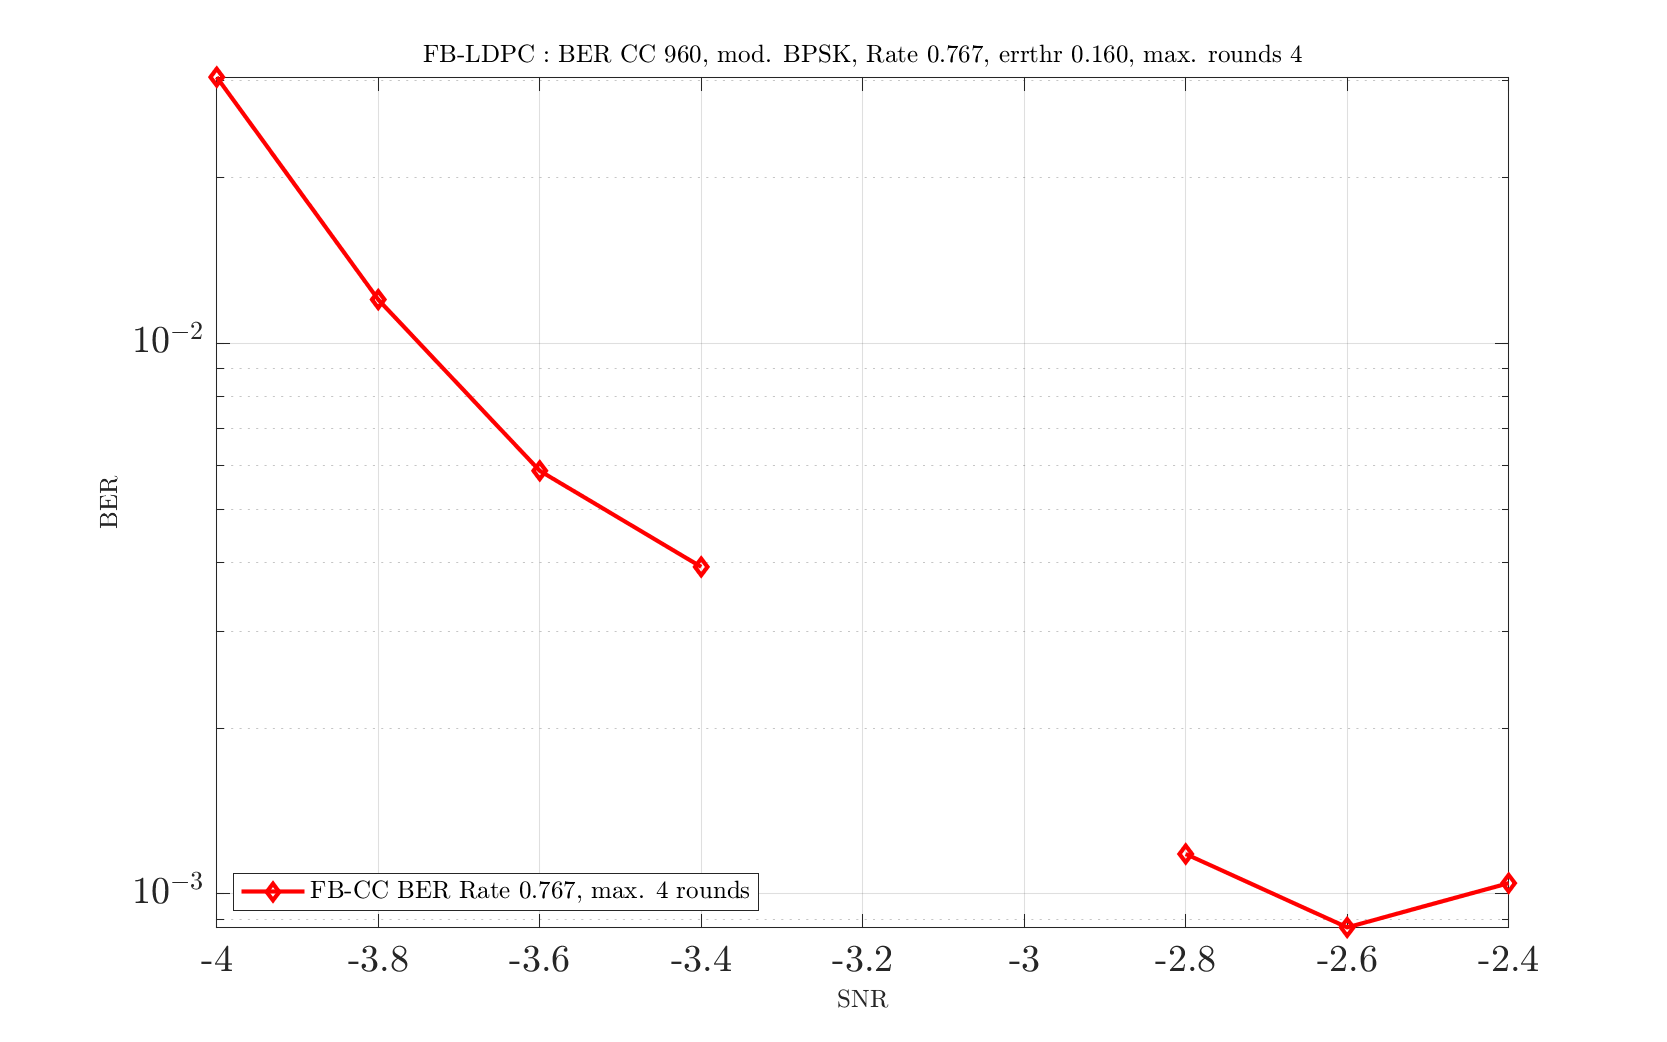 FB-LDPC : BER CC 960, mod. BPSK, Rate 0.767, errthr 0.160, max. rounds 4
10^{-2}
BER
10^{-3}
FB-CC BER Rate 0.767, max. 4 rounds
-4 -3.8 -3.6 -3.4 -3.2 -3 -2.8 -2.6 -2.4
SNR